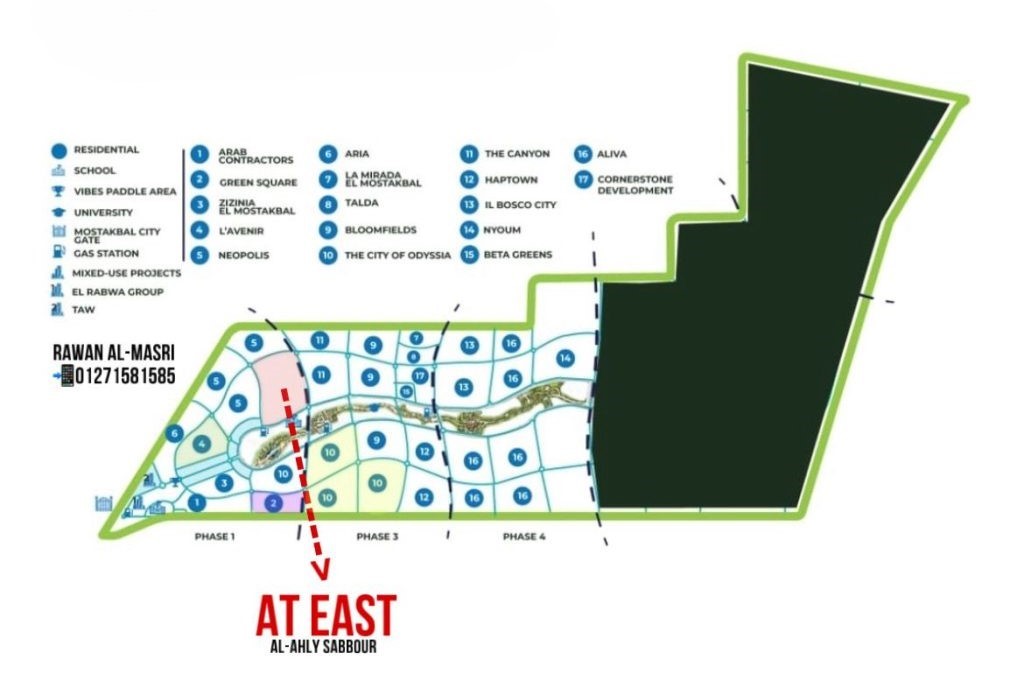 RESIDENTIAL
SCHOOL
VIBES PADDLE AREA
UNIVERSITY
MOSTAKBAL CITY
GATE
GAS STATION
MIXED-USE PROJECTS
EL RABWA GROUP
TAW
1 ARAB
CONTRACTORS
2 GREEN SQUARE
3 ZIZINIA
EL MOSTAKBAL
4 L'AVENIR
5 NEOPOLIS
6 ARIA
7 LA MIRADA
EL MOSTAKBAL
8 TALDA
9 BLOOMFIELDS
10 THE CITY OF ODYSSIA
11 THE CANYON
12 HAPTOWN
13 IL BOSCO CITY
14 NYOUM
15 BETA GREENS
16 ALIVA
17 CORNERSTONE
DEVELOPMENT
RAWAN AL-MASRI
01271581585
5 11 9 7 13 16
8 14
5 11 9 17 13 16
5 15
6 4 10 9 12 16 16
3 10 10
1 2 10 12 16 16
PHASE 1 PHASE 3 PHASE 4
AT EAST
AL-AHLY SABBOUR